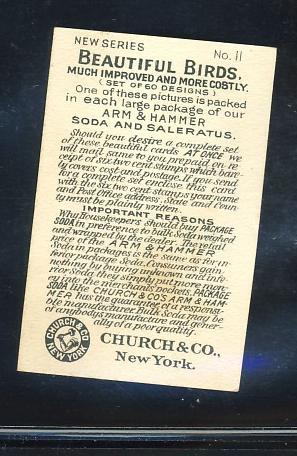 NEW SERIES No. 11
BEAUTIFUL BIRDS,
MUCH IMPROVED AND MORE COSTLY.
(SET OF 60 DESIGNS)
One of these pictures is packed
in each large package of our
ARM & HAMMER
SODA AND SALERATUS.
Should you desire a complete set
of these beautiful cards AT ONCE we
will mail same to you prepaid on re-
ceipt of six two cent stamps which bare-
ly covers cost and postage. If you send
for a complete set enclose this card
with the six two cent stamps your name
and Post Office address. State and Coun-
ty must be plainly written.
IMPORTANT REASONS
Why Housekeepers should buy PACKAGE
SODA in preference to bulk Soda weighed
and wrapped by the dealer. The retail
price of the ARM & HAMMER
Soda in packages is the same as for in-
ferior package Soda. Consumers gain
nothing by buying unknown and infe-
rior Soda they simply put more mon-
ey into the merchants pockets. PACKAGE
SODA like CHURCH & CO'S ARM & HAM-
MER has the guarantee of a responsi-
ble manufacturer. Bulk Soda may be
of anybodys manufacture and gener-
ally of a poor quality.
CHURCH & CO
NEW YORK
CHURCH & CO.,
New York.